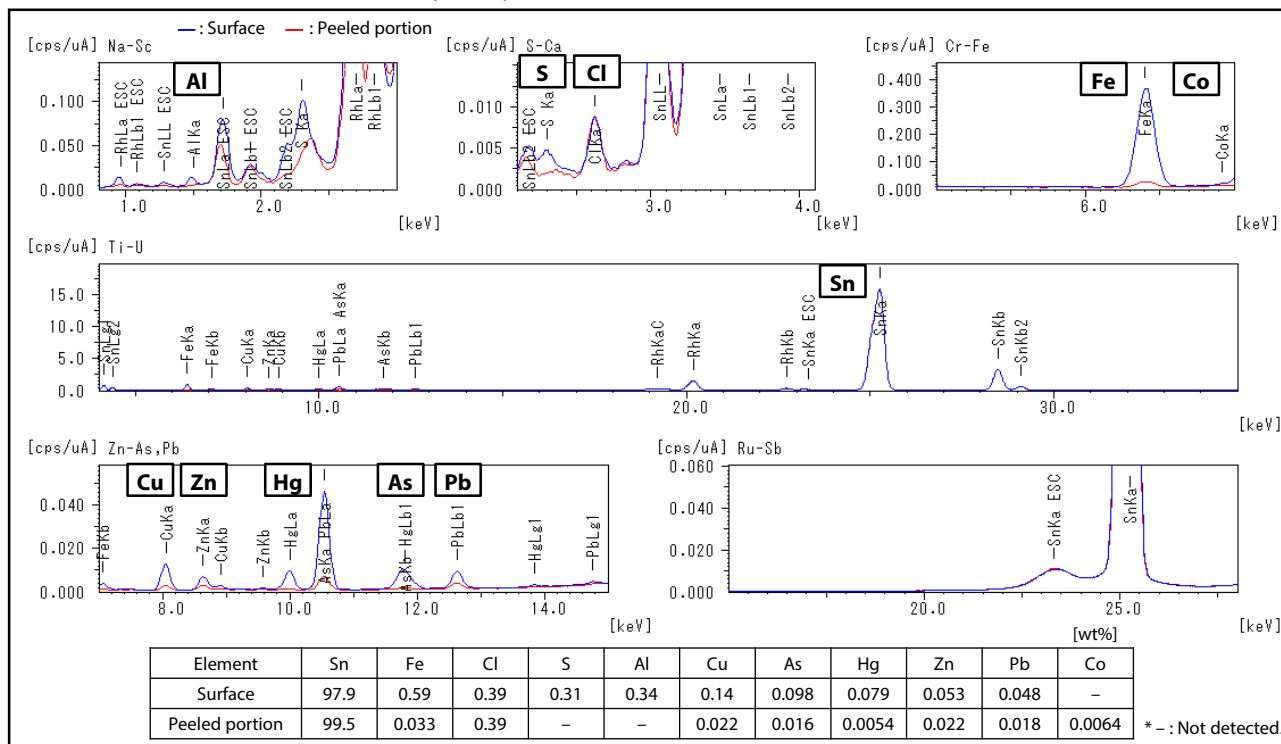 — : Surface — : Peeled portion
[cps/uA] Na-Sc
Al
0.100
0.050
0.000
RhLa ESC
RhLb1 ESC
SnLL ESC
AlKa
SnLa ESC
SnLb1 ESC
SnLb2 ESC
S Ka
RhLa
RhLb1
1.0 2.0
[keV]
[cps/uA] S-Ca
S Cl
0.010
0.005
0.000
SnLb2 ESC
S Ka
ClKa
SnLL
SnLa
SnLb1
SnLb2
3.0 4.0
[keV]
[cps/uA] Cr-Fe
Fe Co
0.400
0.300
0.200
0.100
0.000
FeKa
CoKa
6.0
[keV]
[cps/uA] Ti-U
Sn
15.0
10.0
5.0
0.0
SnLg1
SnLg2
FeKa
FeKb
CuKa
ZnKa
CuKb
HgLa
PbLa AsKa
AsKb
PbLb1
RhKaC
RhKa
RhKb
SnKa ESC
SnKa
SnKb
SnKb2
10.0 20.0 30.0
[keV]
[cps/uA] Zn-As,Pb
Cu Zn Hg As Pb
0.040
0.020
0.000
FeKb
CuKa
ZnKa
CuKb
ZnKb
HgLa
AsKa PbLa
AsKb HgLb1
PbLb1
HgLg1
PbLg1
8.0 10.0 12.0 14.0
[keV]
[cps/uA] Ru-Sb
0.060
0.040
0.020
0.000
SnKa ESC
SnKa
20.0 25.0
[keV]
[wt%]
Element Sn Fe Cl S Al Cu As Hg Zn Pb Co
Surface 97.9 0.59 0.39 0.31 0.34 0.14 0.098 0.079 0.053 0.048 –
Peeled portion 99.5 0.033 0.39 – – 0.022 0.016 0.0054 0.022 0.018 0.0064
* – : Not detected.